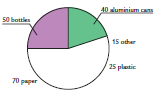 40 aluminium cans
50 bottles
15 other
25 plastic
70 paper